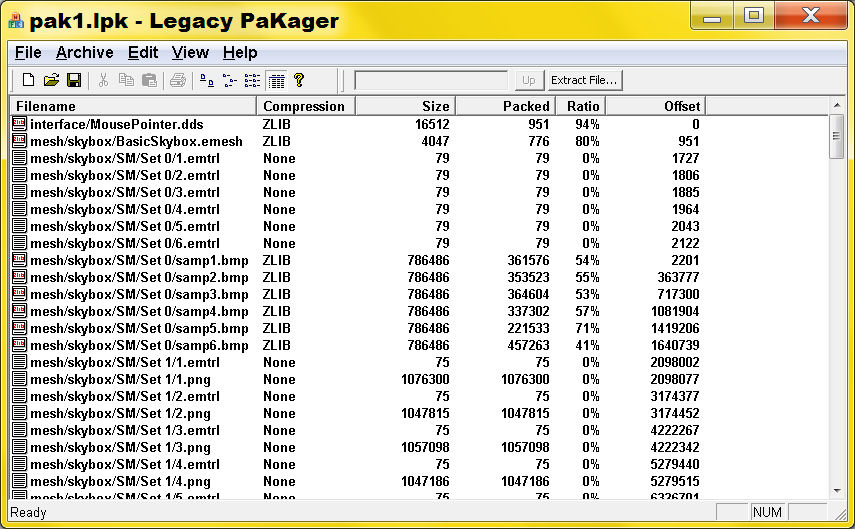 pak1.lpk - Legacy PaKager
File Archive Edit View Help
Up Extract File...
Filename Compression Size Packed Ratio Offset
interface/MousePointer.dds ZLIB 16512 951 94% 0
mesh/skybox/BasicSkybox.emesh ZLIB 4047 776 80% 951
mesh/skybox/SM/Set 0/1.emtrl None 79 79 0% 1727
mesh/skybox/SM/Set 0/2.emtrl None 79 79 0% 1806
mesh/skybox/SM/Set 0/3.emtrl None 79 79 0% 1885
mesh/skybox/SM/Set 0/4.emtrl None 79 79 0% 1964
mesh/skybox/SM/Set 0/5.emtrl None 79 79 0% 2043
mesh/skybox/SM/Set 0/6.emtrl None 79 79 0% 2122
mesh/skybox/SM/Set 0/samp1.bmp ZLIB 786486 361576 54% 2201
mesh/skybox/SM/Set 0/samp2.bmp ZLIB 786486 353523 55% 363777
mesh/skybox/SM/Set 0/samp3.bmp ZLIB 786486 364604 53% 717300
mesh/skybox/SM/Set 0/samp4.bmp ZLIB 786486 337302 57% 1081904
mesh/skybox/SM/Set 0/samp5.bmp ZLIB 786486 221533 71% 1419206
mesh/skybox/SM/Set 0/samp6.bmp ZLIB 786486 457263 41% 1640739
mesh/skybox/SM/Set 1/1.emtrl None 75 75 0% 2098002
mesh/skybox/SM/Set 1/1.png None 1076300 1076300 0% 2098077
mesh/skybox/SM/Set 1/2.emtrl None 75 75 0% 3174377
mesh/skybox/SM/Set 1/2.png None 1047815 1047815 0% 3174452
mesh/skybox/SM/Set 1/3.emtrl None 75 75 0% 4222267
mesh/skybox/SM/Set 1/3.png None 1057098 1057098 0% 4222342
mesh/skybox/SM/Set 1/4.emtrl None 75 75 0% 5279440
mesh/skybox/SM/Set 1/4.png None 1047186 1047186 0% 5279515
mesh/skybox/SM/Set 1/5.emtrl None 75 75 0% 6326701
Ready NUM